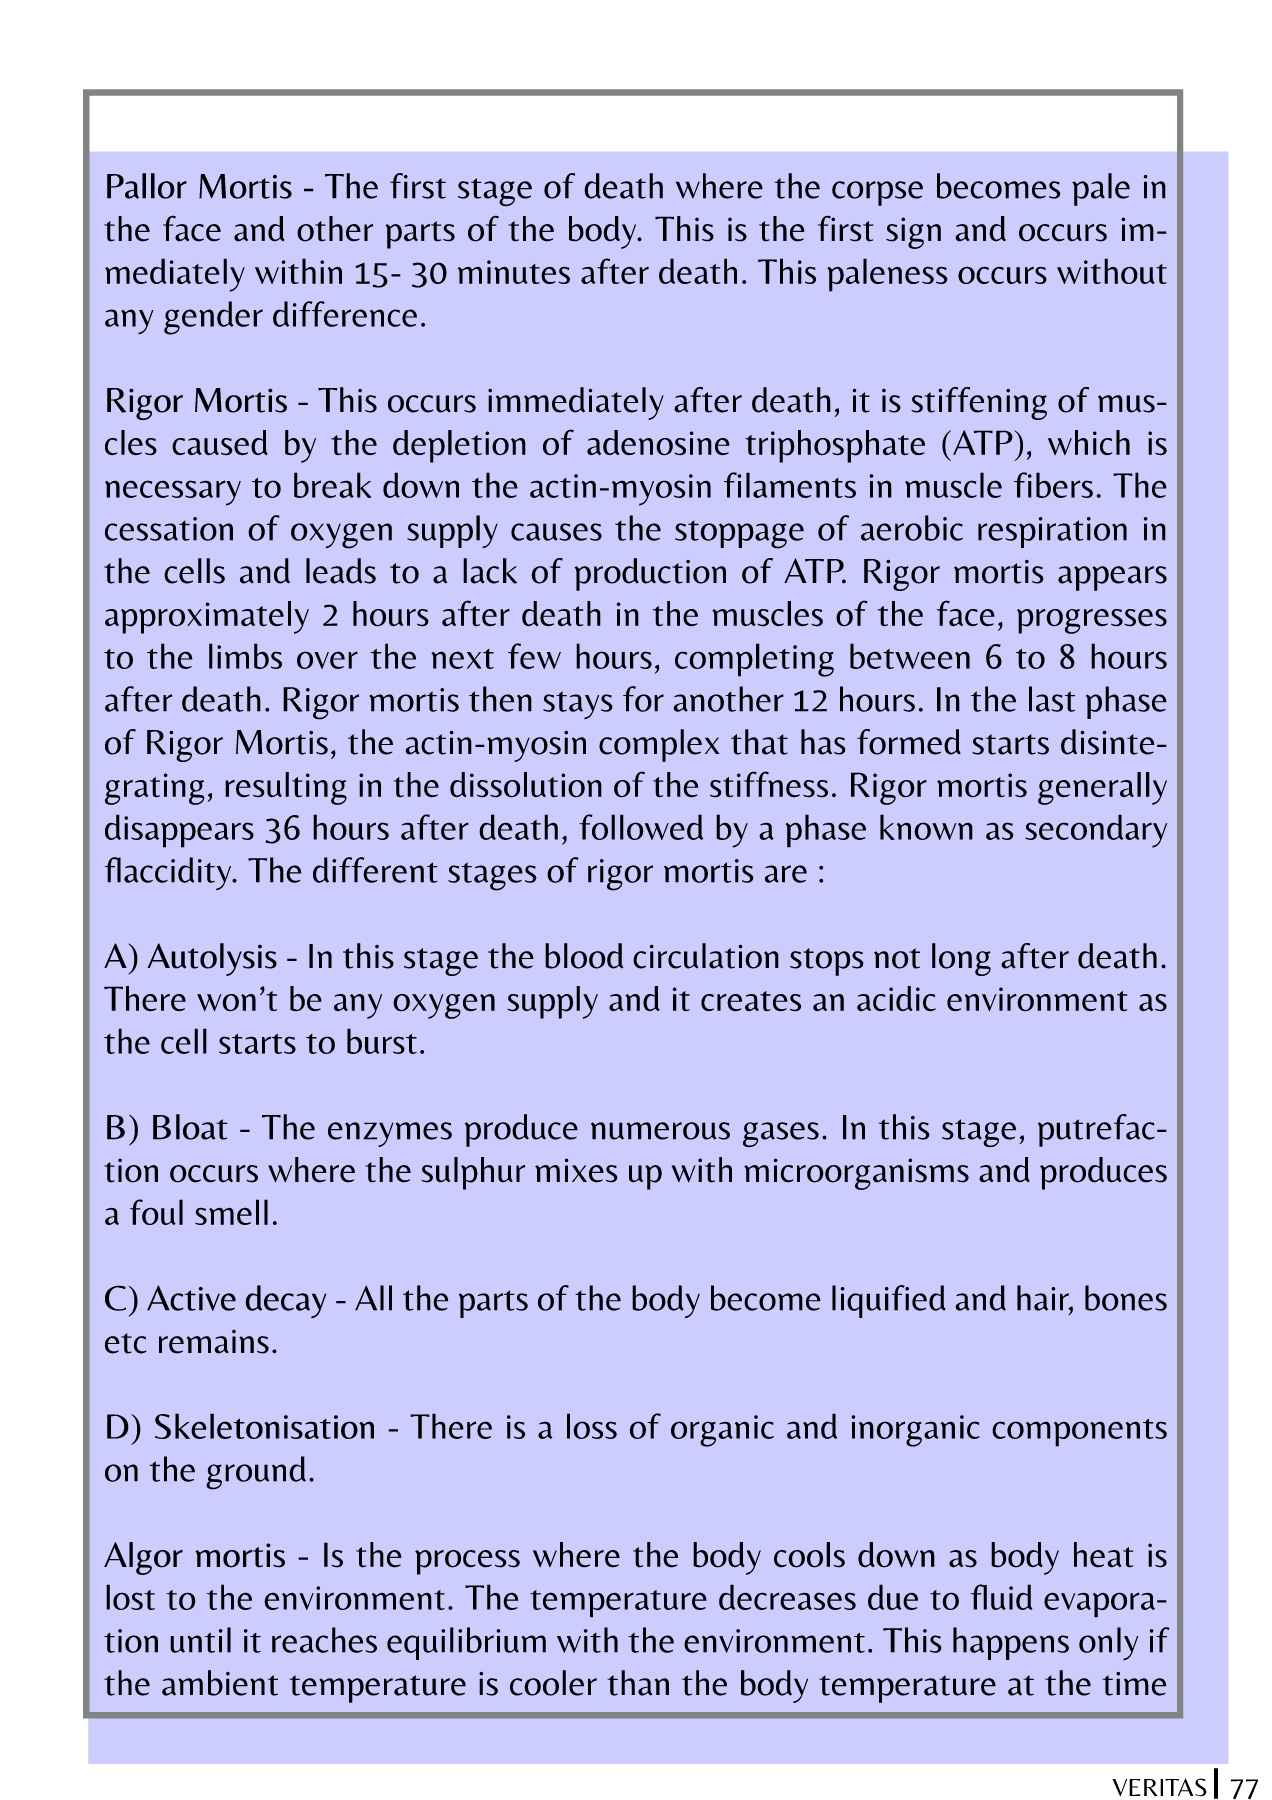 Pallor Mortis - The first stage of death where the corpse becomes pale in
the face and other parts of the body. This is the first sign and occurs im-
mediately within 15- 30 minutes after death. This paleness occurs without
any gender difference.
Rigor Mortis - This occurs immediately after death, it is stiffening of mus-
cles caused by the depletion of adenosine triphosphate (ATP), which is
necessary to break down the actin-myosin filaments in muscle fibers. The
cessation of oxygen supply causes the stoppage of aerobic respiration in
the cells and leads to a lack of production of ATP. Rigor mortis appears
approximately 2 hours after death in the muscles of the face, progresses
to the limbs over the next few hours, completing between 6 to 8 hours
after death. Rigor mortis then stays for another 12 hours. In the last phase
of Rigor Mortis, the actin-myosin complex that has formed starts disinte-
grating, resulting in the dissolution of the stiffness. Rigor mortis generally
disappears 36 hours after death, followed by a phase known as secondary
flaccidity. The different stages of rigor mortis are :
A) Autolysis - In this stage the blood circulation stops not long after death.
There won’t be any oxygen supply and it creates an acidic environment as
the cell starts to burst.
B) Bloat - The enzymes produce numerous gases. In this stage, putrefac-
tion occurs where the sulphur mixes up with microorganisms and produces
a foul smell.
C) Active decay - All the parts of the body become liquified and hair, bones
etc remains.
D) Skeletonisation - There is a loss of organic and inorganic components
on the ground.
Algor mortis - Is the process where the body cools down as body heat is
lost to the environment. The temperature decreases due to fluid evapora-
tion until it reaches equilibrium with the environment. This happens only if
the ambient temperature is cooler than the body temperature at the time
VERITAS | 77